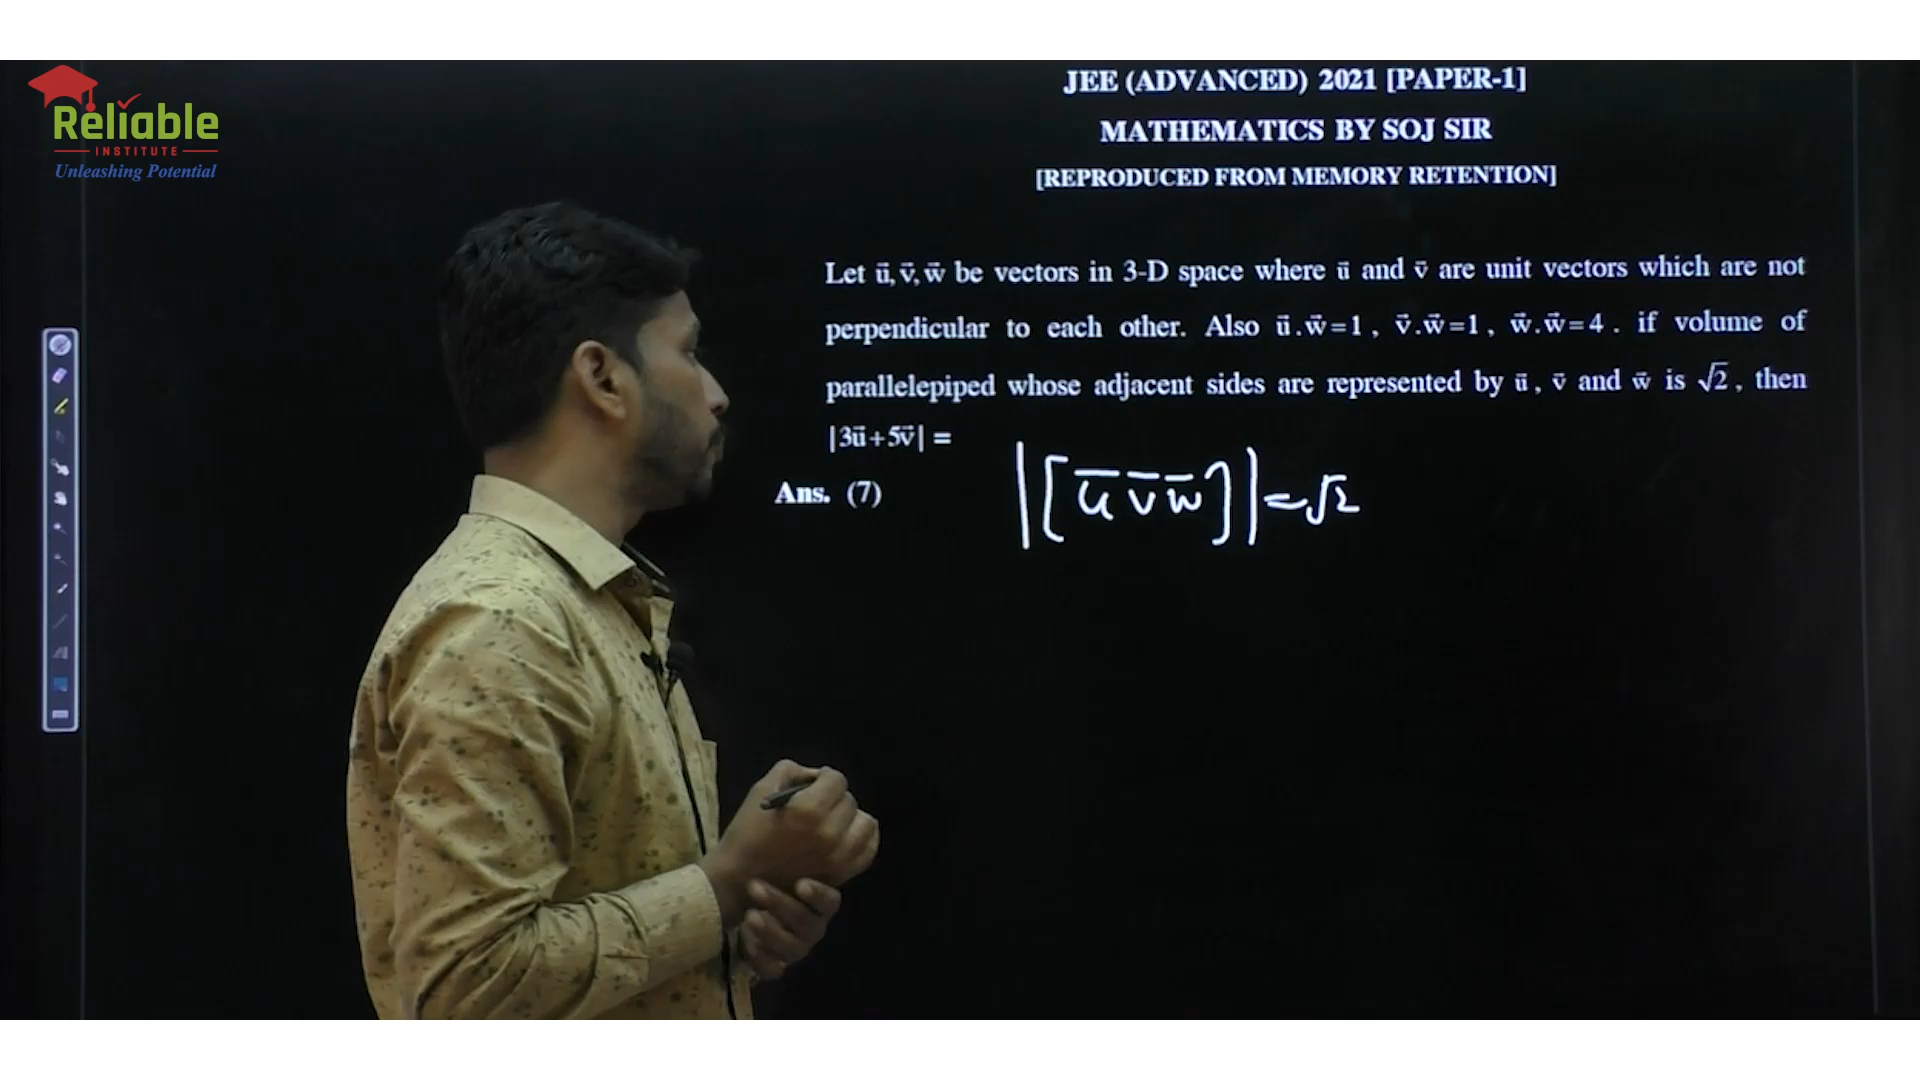 Reliable
INSTITUTE
Unleashing Potential
JEE (ADVANCED) 2021 [PAPER-1]
MATHEMATICS BY SOJ SIR
[REPRODUCED FROM MEMORY RETENTION]
Let u⃗, v⃗, w⃗ be vectors in 3-D space where u⃗ and v⃗ are unit vectors which are not
perpendicular to each other. Also u⃗.w⃗=1, v⃗.w⃗=1, w⃗.w⃗=4. if volume of
parallelepiped whose adjacent sides are represented by u⃗, v⃗ and w⃗ is √2, then
|3u⃗+5v⃗| =
Ans. (7)
|[u̅ v̅ w̅]|=√2